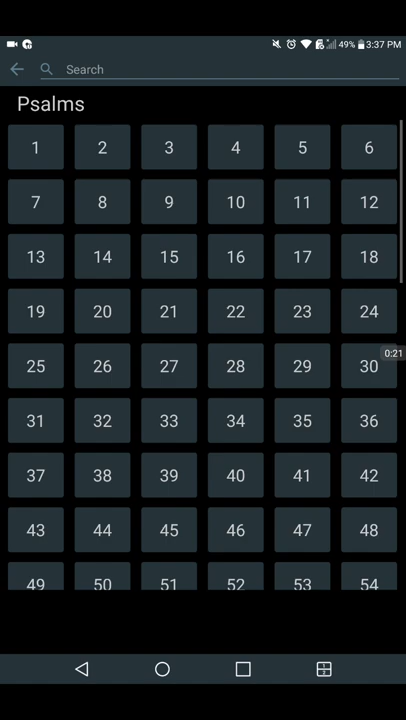 49% 3:37 PM
Search
Psalms
1 2 3 4 5 6
7 8 9 10 11 12
13 14 15 16 17 18
19 20 21 22 23 24
0:21
25 26 27 28 29 30
31 32 33 34 35 36
37 38 39 40 41 42
43 44 45 46 47 48
49 50 51 52 53 54